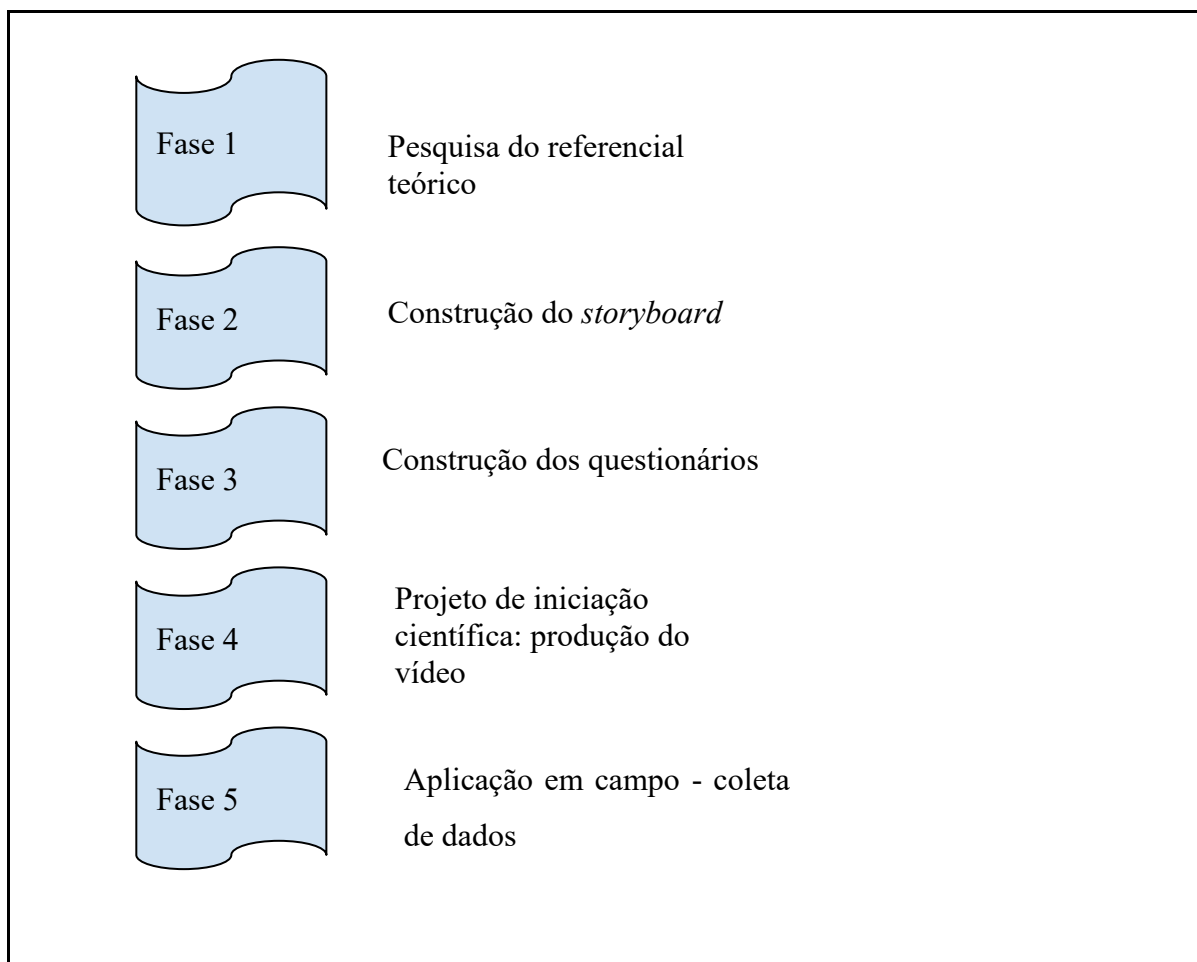 Fase 1
Pesquisa do referencial
teórico
Fase 2
Construção do storyboard
Fase 3
Construção dos questionários
Fase 4
Projeto de iniciação
científica: produção do
vídeo
Fase 5
Aplicação em campo - coleta
de dados